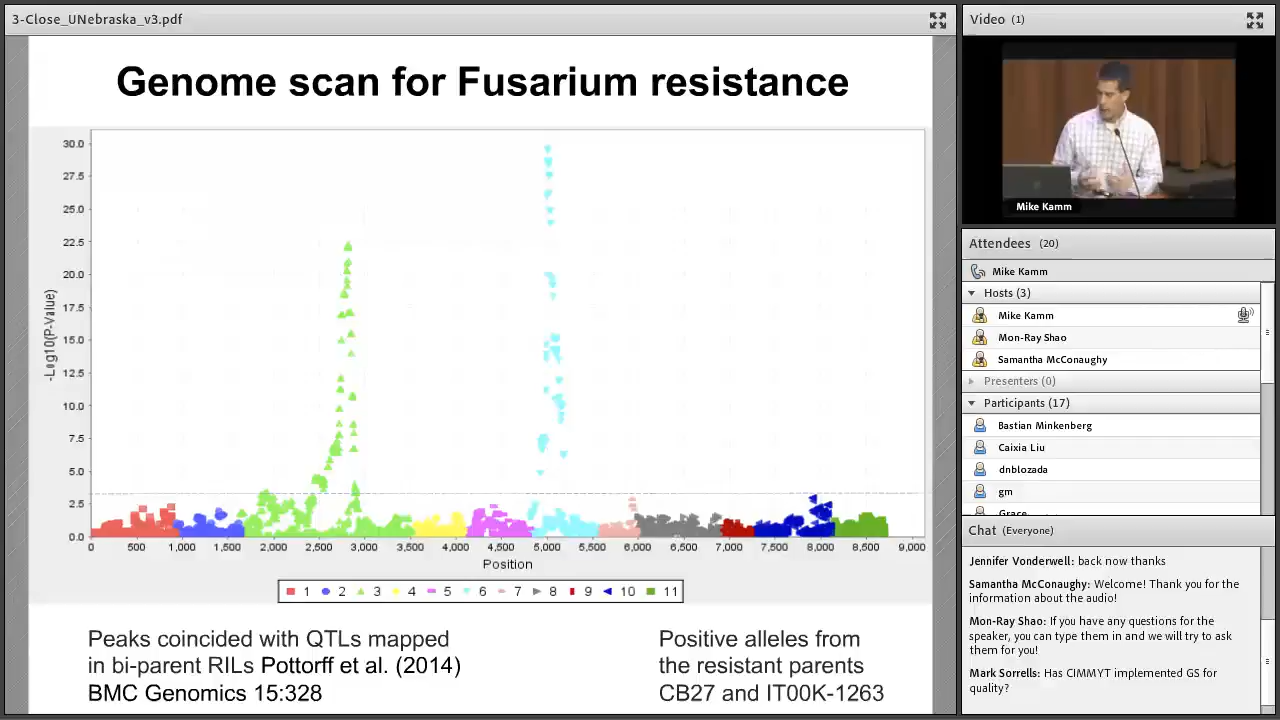 3-Close_UNebraska_v3.pdf
Genome scan for Fusarium resistance
30.0
27.5
25.0
22.5
20.0
17.5
15.0
12.5
10.0
7.5
5.0
2.5
0.0
-Log10(P-Value)
0 500 1,000 1,500 2,000 2,500 3,000 3,500 4,000 4,500 5,000 5,500 6,000 6,500 7,000 7,500 8,000 8,500 9,000
Position
1 2 3 4 5 6 7 8 9 10 11
Peaks coincided with QTLs mapped
in bi-parent RILs Pottorff et al. (2014)
BMC Genomics 15:328
Positive alleles from
the resistant parents
CB27 and IT00K-1263
Video (1)
Mike Kamm
Attendees (20)
Mike Kamm
Hosts (3)
Mike Kamm
Mon-Ray Shao
Samantha McConaughy
Presenters (0)
Participants (17)
Bastian Minkenberg
Caixia Liu
dnblozada
gm
Grace
Chat (Everyone)
Jennifer Vonderwell: back now thanks
Samantha McConaughy: Welcome! Thank you for the
information about the audio!
Mon-Ray Shao: If you have any questions for the
speaker, you can type them in and we will try to ask
them for you!
Mark Sorrells: Has CIMMYT implemented GS for
quality?